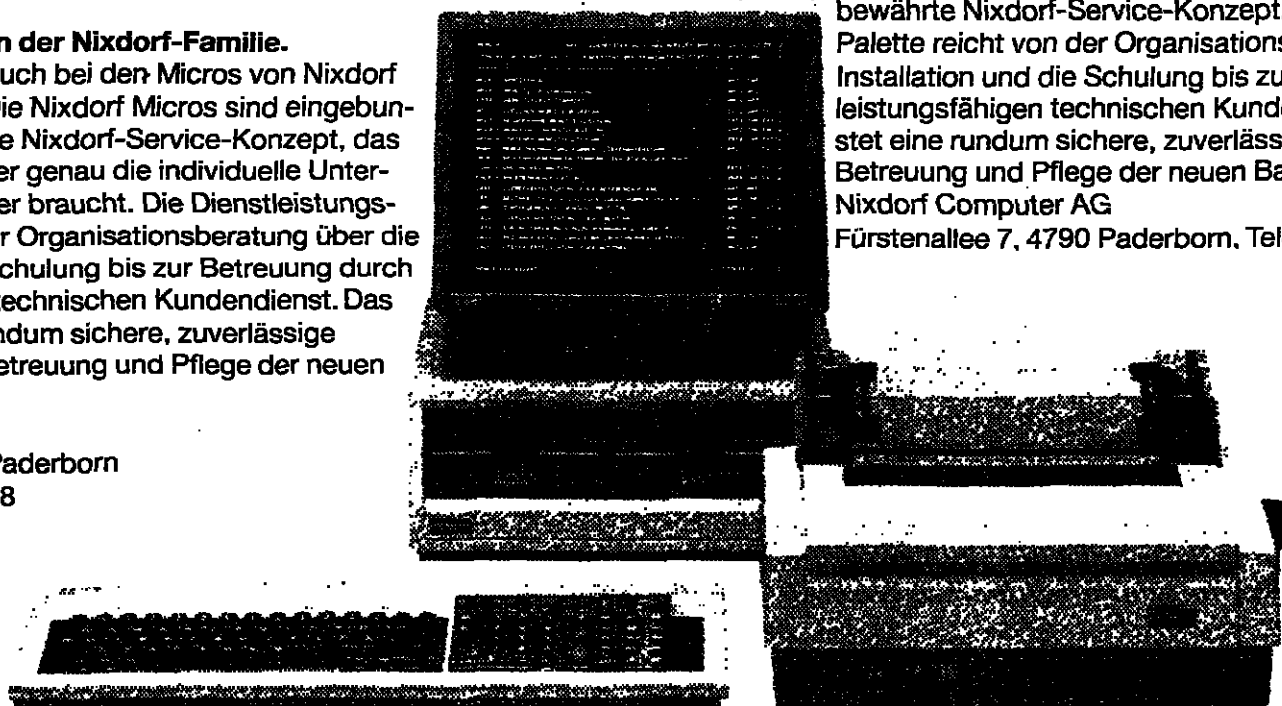 n der Nixdorf-Familie.
uch bei den Micros von Nixdorf
ie Nixdorf Micros sind eingebun-
e Nixdorf-Service-Konzept, das
er genau die individuelle Unter-
er braucht. Die Dienstleistungs-
r Organisationsberatung über die
chulung bis zur Betreuung durch
technischen Kundendienst. Das
ndum sichere, zuverlässige
etreuung und Pflege der neuen
Paderborn
8
bewährte Nixdorf-Service-Konzept
Palette reicht von der Organisations
Installation und die Schulung bis zu
leistungsfähigen technischen Kund
stet eine rundum sichere, zuverläss
Betreuung und Pflege der neuen Ba
Nixdorf Computer AG
Fürstenallee 7, 4790 Paderborn, Tel